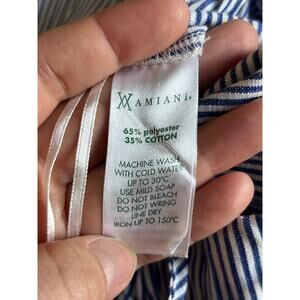 AMIANI.
65% polyester
35% COTTON
MACHINE WASH
WITH COLD WATER
UP TO 30°C
USE MILD SOAP
DO NOT BLEACH
DO NOT WRING
LINE DRY
IRON UP TO 150°C